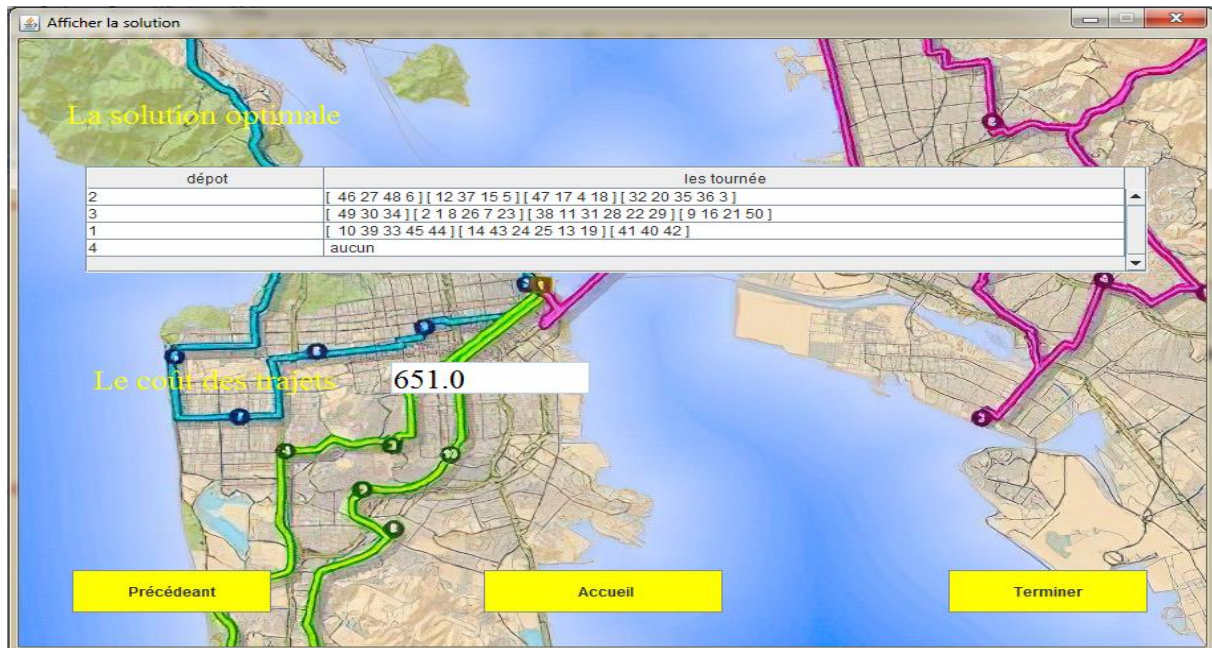 Afficher la solution
La solution optimale
dépot les tournée
2 [ 46 27 48 6 ] [ 12 37 15 5 ] [ 47 17 4 18 ] [ 32 20 35 36 3 ]
3 [ 49 30 34 ] [ 2 1 8 26 7 23 ] [ 38 11 31 28 22 29 ] [ 9 16 21 50 ]
1 [ 10 39 33 45 44 ] [ 14 43 24 25 13 19 ] [ 41 40 42 ]
4 aucun
Le coût des trajets 651.0
Précédeant Accueil Terminer